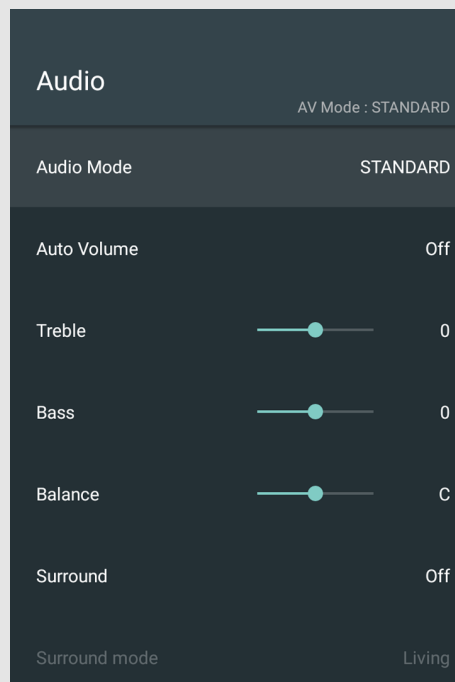 Audio
AV Mode : STANDARD
Audio Mode STANDARD
Auto Volume Off
Treble 0
Bass 0
Balance C
Surround Off
Surround mode Living